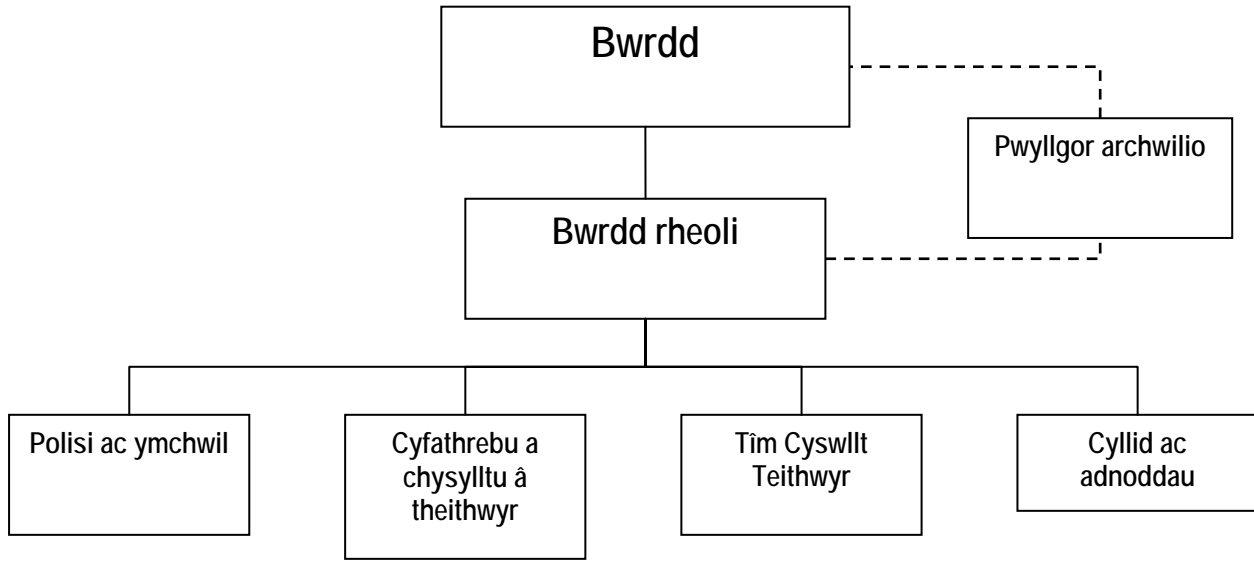 Bwrdd
Pwyllgor archwilio
Bwrdd rheoli
Polisi ac ymchwil
Cyfathrebu a
chysylltu â
theithwyr
Tîm Cyswllt
Teithwyr
Cyllid ac
adnoddau